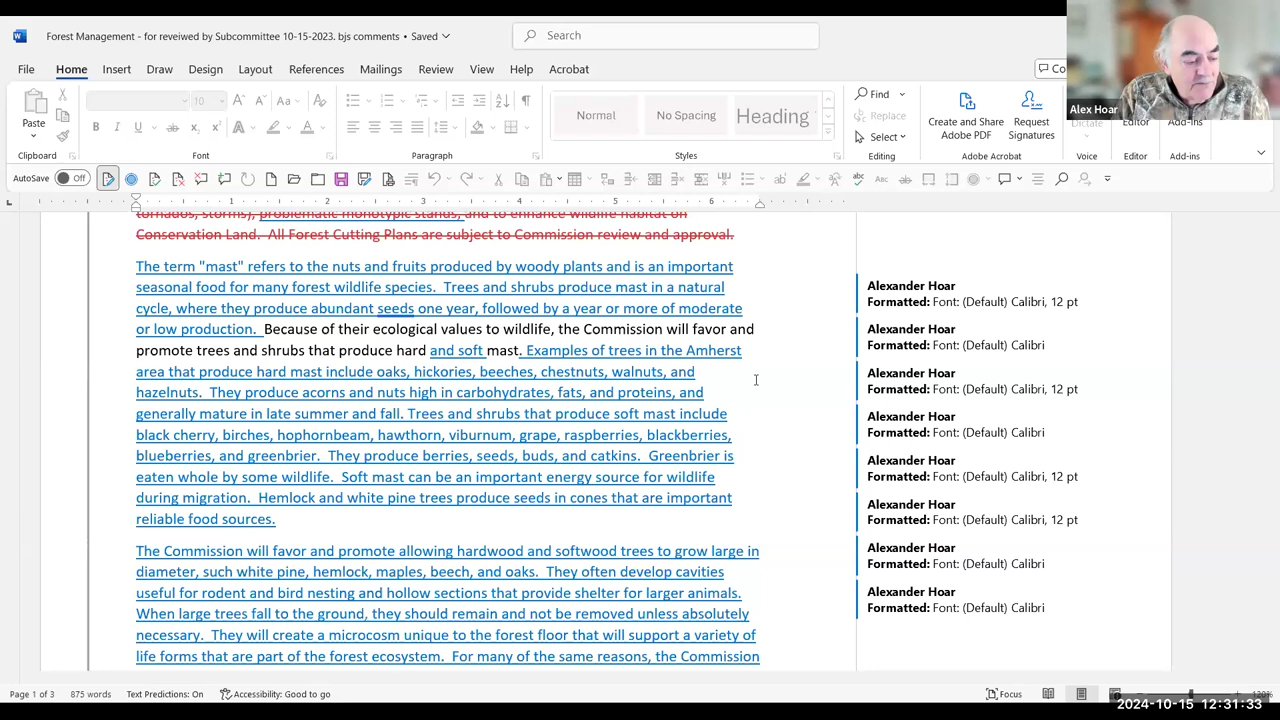 Forest Management - for reveiwed by Subcommittee 10-15-2023. bjs comments • Saved
Search
File Home Insert Draw Design Layout References Mailings Review View Help Acrobat Co
Alex Hoar
Paste
10
Aa
B I U ab x₂ x² A
Normal
No Spacing
Heading
Find
Replace
Select
Create and Share
Adobe PDF
Request
Signatures
Dictate
Editor
Add-ins
Clipboard Font Paragraph Styles Editing Adobe Acrobat Voice Editor Add-ins
AutoSave Off
1 2 3 4 5 6
tornados, storms), problematic monotypic stands, and to enhance wildlife habitat on
Conservation Land. All Forest Cutting Plans are subject to Commission review and approval.
The term "mast" refers to the nuts and fruits produced by woody plants and is an important
seasonal food for many forest wildlife species. Trees and shrubs produce mast in a natural
cycle, where they produce abundant seeds one year, followed by a year or more of moderate
or low production. Because of their ecological values to wildlife, the Commission will favor and
promote trees and shrubs that produce hard and soft mast. Examples of trees in the Amherst
area that produce hard mast include oaks, hickories, beeches, chestnuts, walnuts, and
hazelnuts. They produce acorns and nuts high in carbohydrates, fats, and proteins, and
generally mature in late summer and fall. Trees and shrubs that produce soft mast include
black cherry, birches, hophornbeam, hawthorn, viburnum, grape, raspberries, blackberries,
blueberries, and greenbrier. They produce berries, seeds, buds, and catkins. Greenbrier is
eaten whole by some wildlife. Soft mast can be an important energy source for wildlife
during migration. Hemlock and white pine trees produce seeds in cones that are important
reliable food sources.
The Commission will favor and promote allowing hardwood and softwood trees to grow large in
diameter, such white pine, hemlock, maples, beech, and oaks. They often develop cavities
useful for rodent and bird nesting and hollow sections that provide shelter for larger animals.
When large trees fall to the ground, they should remain and not be removed unless absolutely
necessary. They will create a microcosm unique to the forest floor that will support a variety of
life forms that are part of the forest ecosystem. For many of the same reasons, the Commission
Alexander Hoar
Formatted: Font: (Default) Calibri, 12 pt
Alexander Hoar
Formatted: Font: (Default) Calibri
Alexander Hoar
Formatted: Font: (Default) Calibri, 12 pt
Alexander Hoar
Formatted: Font: (Default) Calibri
Alexander Hoar
Formatted: Font: (Default) Calibri, 12 pt
Alexander Hoar
Formatted: Font: (Default) Calibri, 12 pt
Alexander Hoar
Formatted: Font: (Default) Calibri
Alexander Hoar
Formatted: Font: (Default) Calibri
Page 1 of 3 875 words Text Predictions: On Accessibility: Good to go Focus 120%
2024-10-15 12:31:33